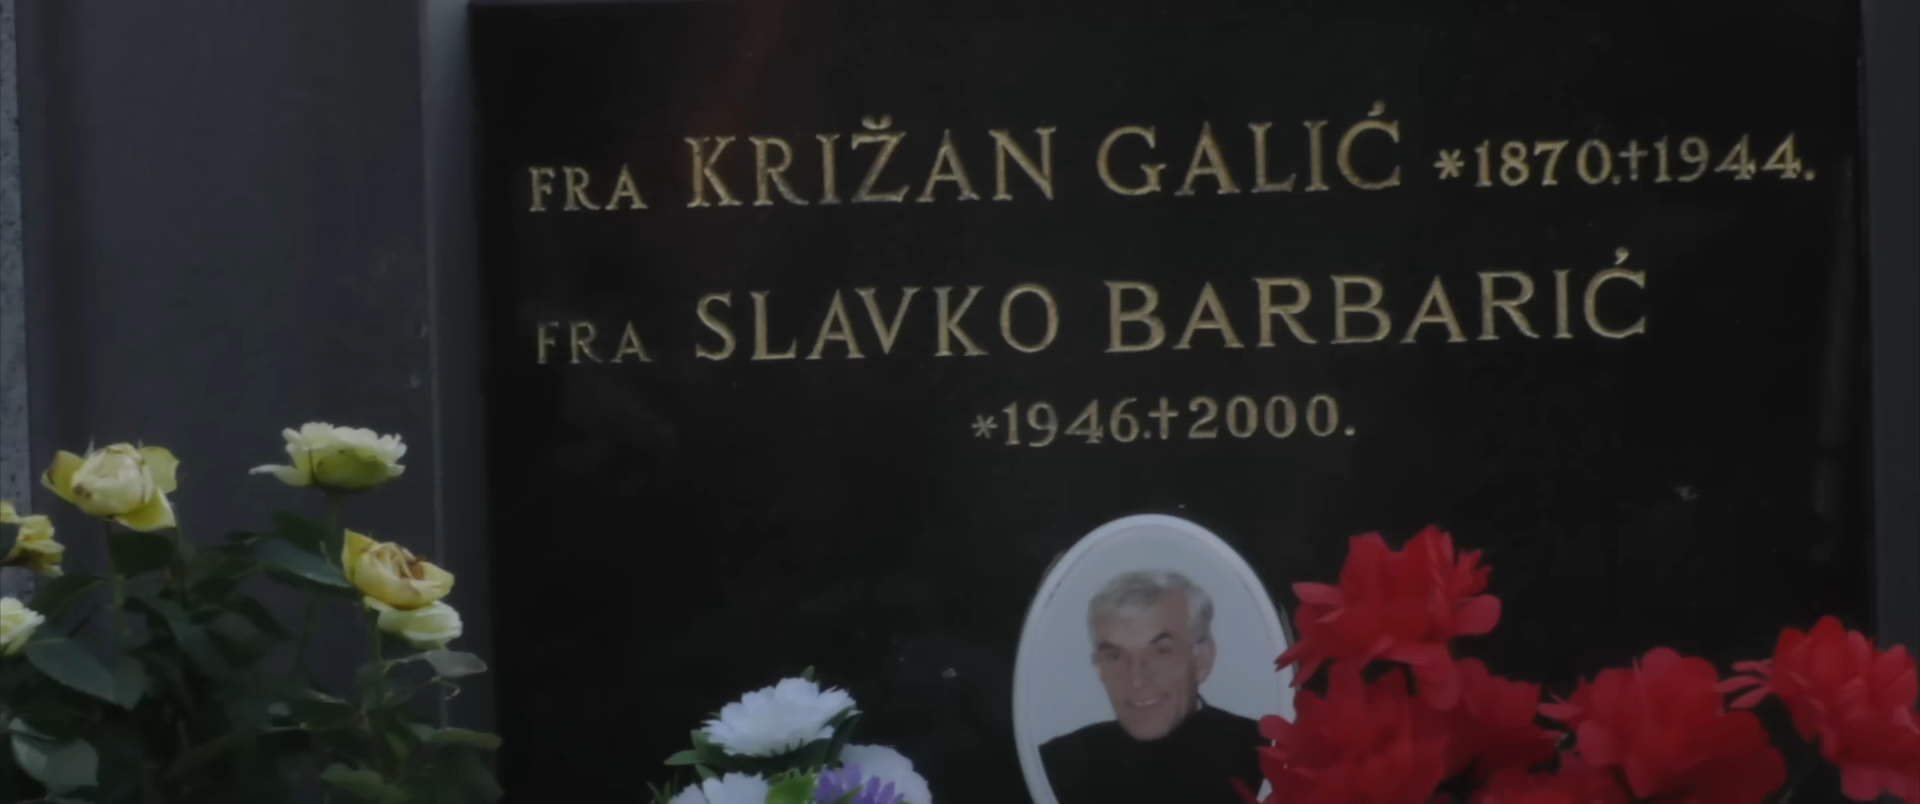 FRA KRIŽAN GALIĆ *1870.†1944.
FRA SLAVKO BARBARIĆ
*1946.†2000.